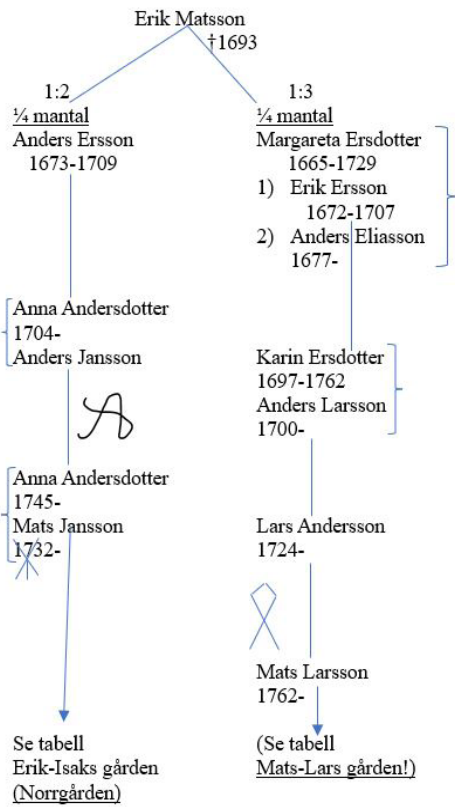 Erik Matsson
†1693
1:2
¼ mantal
Anders Ersson
1673-1709
1:3
¼ mantal
Margareta Ersdotter
1665-1729
1) Erik Ersson
1672-1707
2) Anders Eliasson
1677-
Anna Andersdotter
1704-
Anders Jansson
Karin Ersdotter
1697-1762
Anders Larsson
1700-
Anna Andersdotter
1745-
Mats Jansson
1732-
Lars Andersson
1724-
Mats Larsson
1762-
Se tabell
Erik-Isaks gården
(Norrgården)
(Se tabell
Mats-Lars gården!)